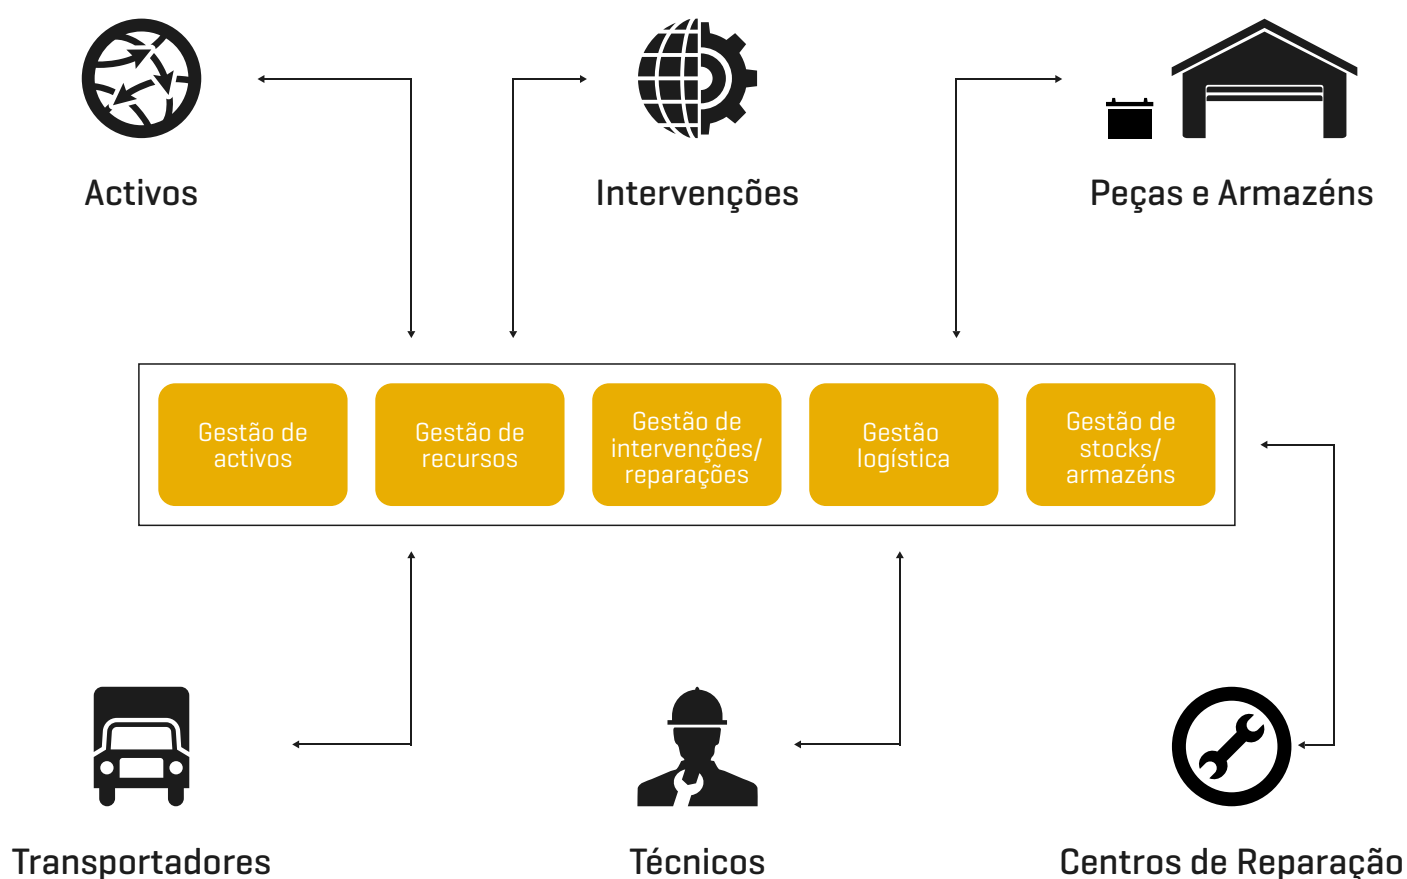 Activos
Intervenções
Peças e Armazéns
Gestão de
activos
Gestão de
recursos
Gestão de
intervenções/
reparações
Gestão
logística
Gestão de
stocks/
armazéns
Transportadores
Técnicos
Centros de Reparação